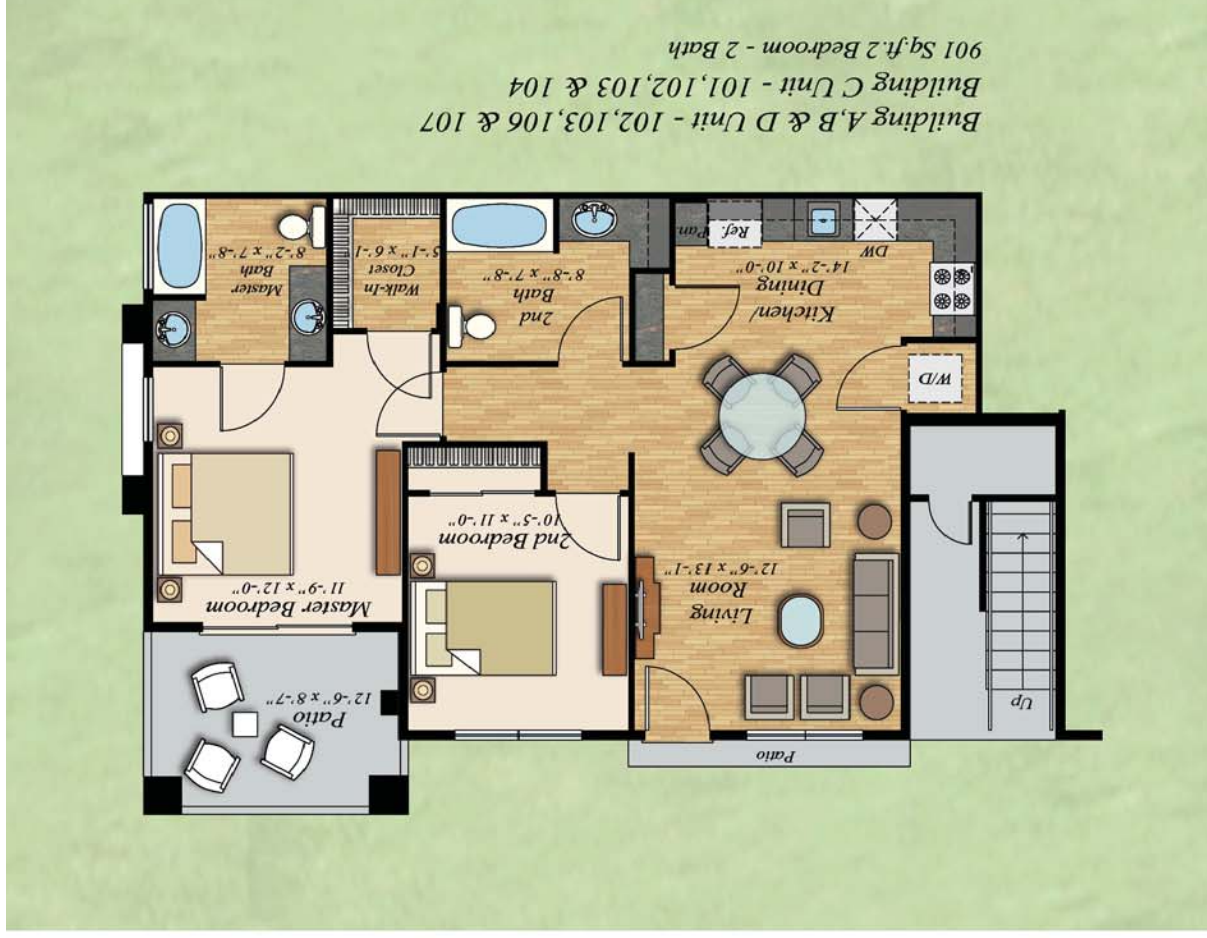 Patio
Up
Patio
12'-6" x 8'-7"
Living
Room
12'-6" x 13'-1"
Master Bedroom
11'-9" x 12'-0"
2nd Bedroom
10'-5" x 11'-0"
W/D
Kitchen/
Dining
14'-2" x 10'-0"
2nd
Bath
8'-8" x 7'-8"
Walk-In
Closet
5'-1" x 6'-1"
Master
Bath
8'-2" x 7'-8"
DW
Ref.
Pan.
Building A,B & D Unit - 102,103,106 & 107
Building C Unit - 101,102,103 & 104
901 Sq.ft.2 Bedroom - 2 Bath